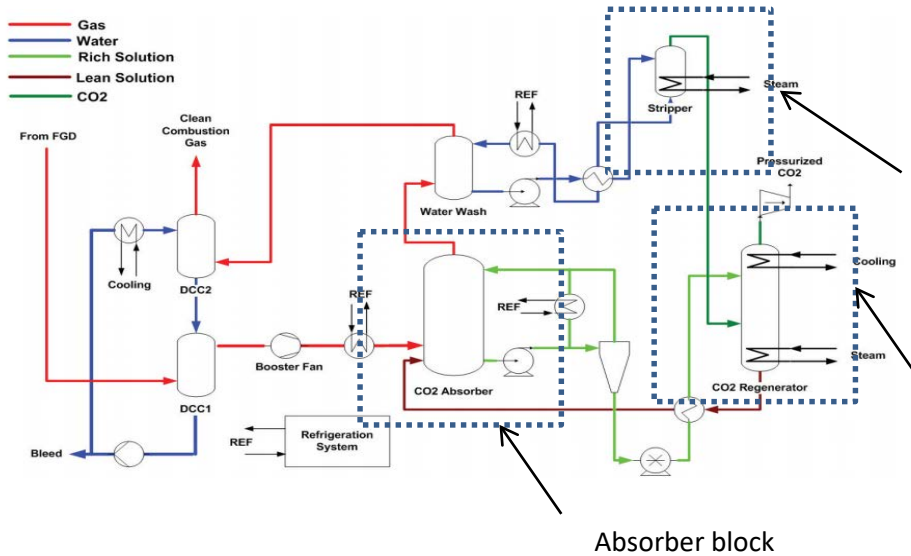 Gas
Water
Rich Solution
Lean Solution
CO2
From FGD
Clean
Combustion
Gas
REF
Stripper
Steam
Water Wash
Pressurized
CO2
Cooling
DCC2
REF
REF
Cooling
Booster Fan
CO2 Absorber
Steam
CO2 Regenerator
DCC1
Bleed
REF
Refrigeration
System
Absorber block